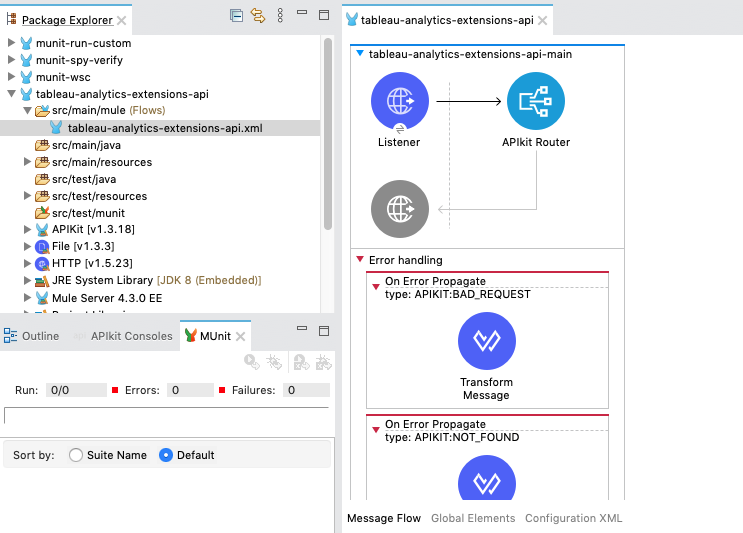 Package Explorer
munit-run-custom
munit-spy-verify
munit-wsc
tableau-analytics-extensions-api
src/main/mule (Flows)
tableau-analytics-extensions-api.xml
src/main/java
src/main/resources
src/test/java
src/test/resources
src/test/munit
APIKit [v1.3.18]
File [v1.3.3]
HTTP [v1.5.23]
JRE System Library [JDK 8 (Embedded)]
Mule Server 4.3.0 EE
Outline
APIkit Consoles
MUnit
Run: 0/0 Errors: 0 Failures: 0
Sort by: Suite Name Default
tableau-analytics-extensions-api
tableau-analytics-extensions-api-main
Listener
APIkit Router
Error handling
On Error Propagate
type: APIKIT:BAD_REQUEST
Transform
Message
On Error Propagate
type: APIKIT:NOT_FOUND
Message Flow Global Elements Configuration XML